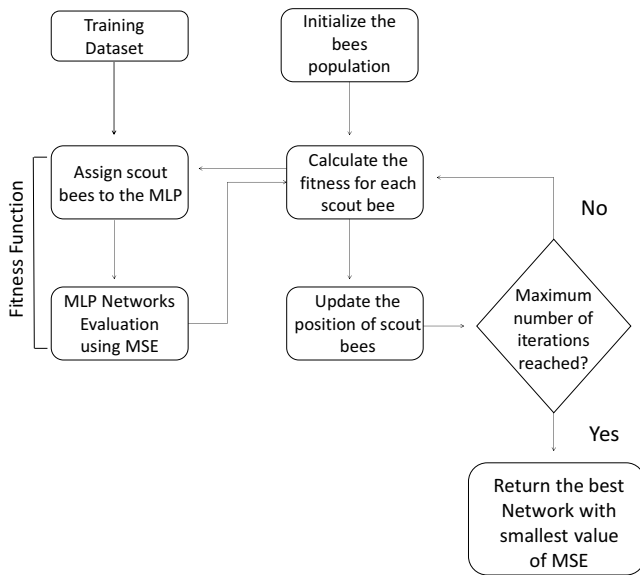 Training
Dataset
Initialize the
bees
population
Fitness Function
Assign scout
bees to the MLP
Calculate the
fitness for each
scout bee
No
MLP Networks
Evaluation
using MSE
Update the
position of scout
bees
Maximum
number of
iterations
reached?
Yes
Return the best
Network with
smallest value
of MSE